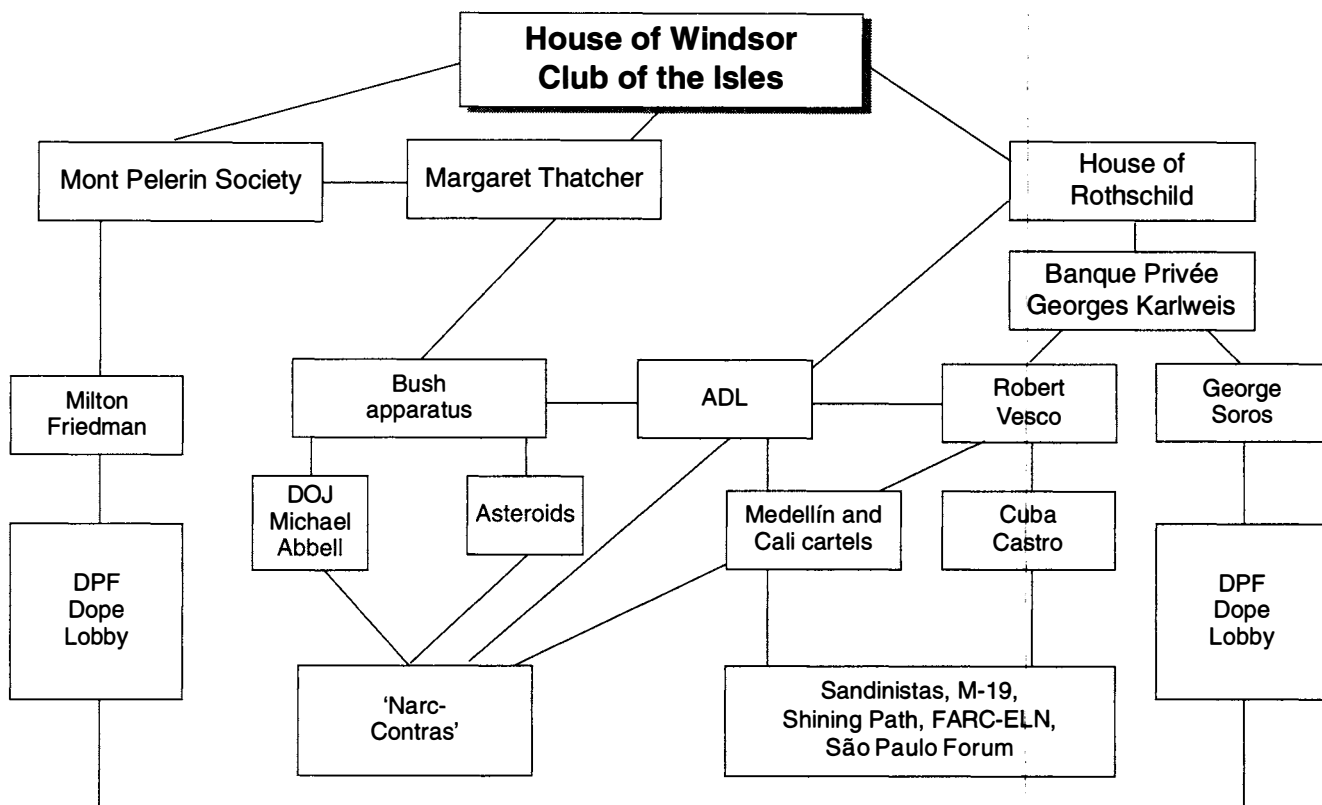 House of Windsor
Club of the Isles
Mont Pelerin Society
Margaret Thatcher
House of
Rothschild
Banque Privée
Georges Karlweis
Milton
Friedman
Bush
apparatus
ADL
Robert
Vesco
George
Soros
DOJ
Michael
Abbell
Asteroids
Medellín and
Cali cartels
Cuba
Castro
DPF
Dope
Lobby
DPF
Dope
Lobby
'Narc-
Contras'
Sandinistas, M-19,
Shining Path, FARC-ELN,
São Paulo Forum